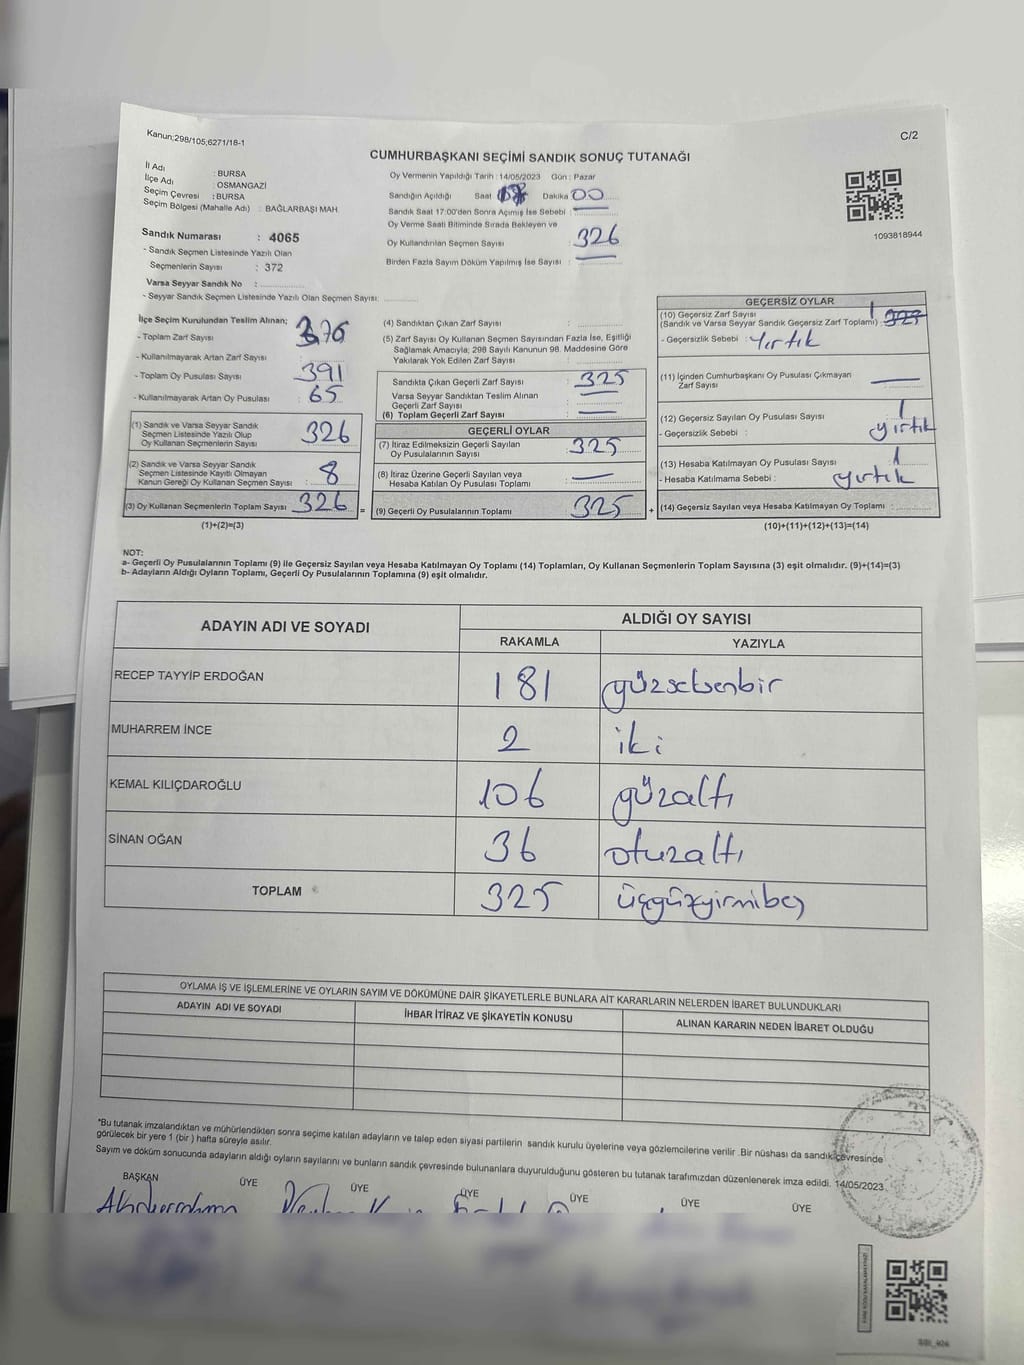 Kanun;298/105;6271/18-1
C/2
CUMHURBAŞKANI SEÇİMİ SANDIK SONUÇ TUTANAĞI
İl Adı : BURSA
İlçe Adı : OSMANGAZİ
Seçim Çevresi : BURSA
Seçim Bölgesi (Mahalle Adı) : BAĞLARBAŞI MAH.
Sandık Numarası : 4065
- Sandık Seçmen Listesinde Yazılı Olan
Seçmenlerin Sayısı : 372
Varsa Seyyar Sandık No :
- Seyyar Sandık Seçmen Listesinde Yazılı Olan Seçmen Sayısı:
Oy Vermenin Yapıldığı Tarih : 14/05/2023 Gün : Pazar
Sandığın Açıldığı Saat Dakika 00
Sandık Saat 17:00'den Sonra Açımış İse Sebebi :
Oy Verme Saati Bitiminde Sırada Bekleyen ve
Oy Kullandırılan Seçmen Sayısı : 326
Birden Fazla Sayım Döküm Yapılmış İse Sayısı :
1093818944
İlçe Seçim Kurulundan Teslim Alınan;
- Toplam Zarf Sayısı : 376
- Kullanılmayarak Artan Zarf Sayısı :
- Toplam Oy Pusulası Sayısı : 391
- Kullanılmayarak Artan Oy Pusulası : 65
(1) Sandık ve Varsa Seyyar Sandık
Seçmen Listesinde Yazılı Olup
Oy Kullanan Seçmenlerin Sayısı : 326
(2) Sandık ve Varsa Seyyar Sandık
Seçmen Listesinde Kayıtlı Olmayan
Kanun Gereği Oy Kullanan Seçmen Sayısı : 8
(3) Oy Kullanan Seçmenlerin Toplam Sayısı : 326 =
(1)+(2)=(3)
(4) Sandıktan Çıkan Zarf Sayısı :
(5) Zarf Sayısı Oy Kullanan Seçmen Sayısından Fazla İse, Eşitliği
Sağlamak Amacıyla; 298 Sayılı Kanunun 98. Maddesine Göre
Yakılarak Yok Edilen Zarf Sayısı :
Sandıkta Çıkan Geçerli Zarf Sayısı : 325
Varsa Seyyar Sandıktan Teslim Alınan
Geçerli Zarf Sayısı :
(6) Toplam Geçerli Zarf Sayısı :
GEÇERLİ OYLAR
(7) İtiraz Edilmeksizin Geçerli Sayılan
Oy Pusulalarının Sayısı : 325
(8) İtiraz Üzerine Geçerli Sayılan veya
Hesaba Katılan Oy Pusulası Toplamı :
(9) Geçerli Oy Pusulalarının Toplamı : 325 +
GEÇERSİZ OYLAR
(10) Geçersiz Zarf Sayısı 1
(Sandık ve Varsa Seyyar Sandık Geçersiz Zarf Toplamı) : 325
- Geçersizlik Sebebi : Yırtık
(11) İçinden Cumhurbaşkanı Oy Pusulası Çıkmayan
Zarf Sayısı :
(12) Geçersiz Sayılan Oy Pusulası Sayısı : 1
- Geçersizlik Sebebi : yırtık
(13) Hesaba Katılmayan Oy Pusulası Sayısı : 1
- Hesaba Katılmama Sebebi : yırtık
(14) Geçersiz Sayılan veya Hesaba Katılmayan Oy Toplamı :
(10)+(11)+(12)+(13)=(14)
NOT:
a- Geçerli Oy Pusulalarının Toplamı (9) ile Geçersiz Sayılan veya Hesaba Katılmayan Oy Toplamı (14) Toplamları, Oy Kullanan Seçmenlerin Toplam Sayısına (3) eşit olmalıdır. (9)+(14)=(3)
b- Adayların Aldığı Oyların Toplamı, Geçerli Oy Pusulalarının Toplamına (9) eşit olmalıdır.
ADAYIN ADI VE SOYADI
ALDIĞI OY SAYISI
RAKAMLA YAZIYLA
RECEP TAYYİP ERDOĞAN 181 yüzseksenbir
MUHARREM İNCE 2 iki
KEMAL KILIÇDAROĞLU 106 yüzaltı
SİNAN OĞAN 36 otuzaltı
TOPLAM 325 üçyüzyirmibeş
OYLAMA İŞ VE İŞLEMLERİNE VE OYLARIN SAYIM VE DÖKÜMÜNE DAİR ŞİKAYETLERLE BUNLARA AİT KARARLARIN NELERDEN İBARET BULUNDUKLARI
ADAYIN ADI VE SOYADI İHBAR İTİRAZ VE ŞİKAYETİN KONUSU ALINAN KARARIN NEDEN İBARET OLDUĞU
*Bu tutanak imzalandıktan ve mühürlendikten sonra seçime katılan adayların ve talep eden siyasi partilerin sandık kurulu üyelerine veya gözlemcilerine verilir .Bir nüshası da sandık çevresinde
görülecek bir yere 1 (bir ) hafta süreyle asılır.
Sayım ve döküm sonucunda adayların aldığı oyların sayılarını ve bunların sandık çevresinde bulunanlara duyurulduğunu gösteren bu tutanak tarafımızdan düzenlenerek imza edildi. 14/05/2023
BAŞKAN ÜYE ÜYE ÜYE ÜYE ÜYE ÜYE